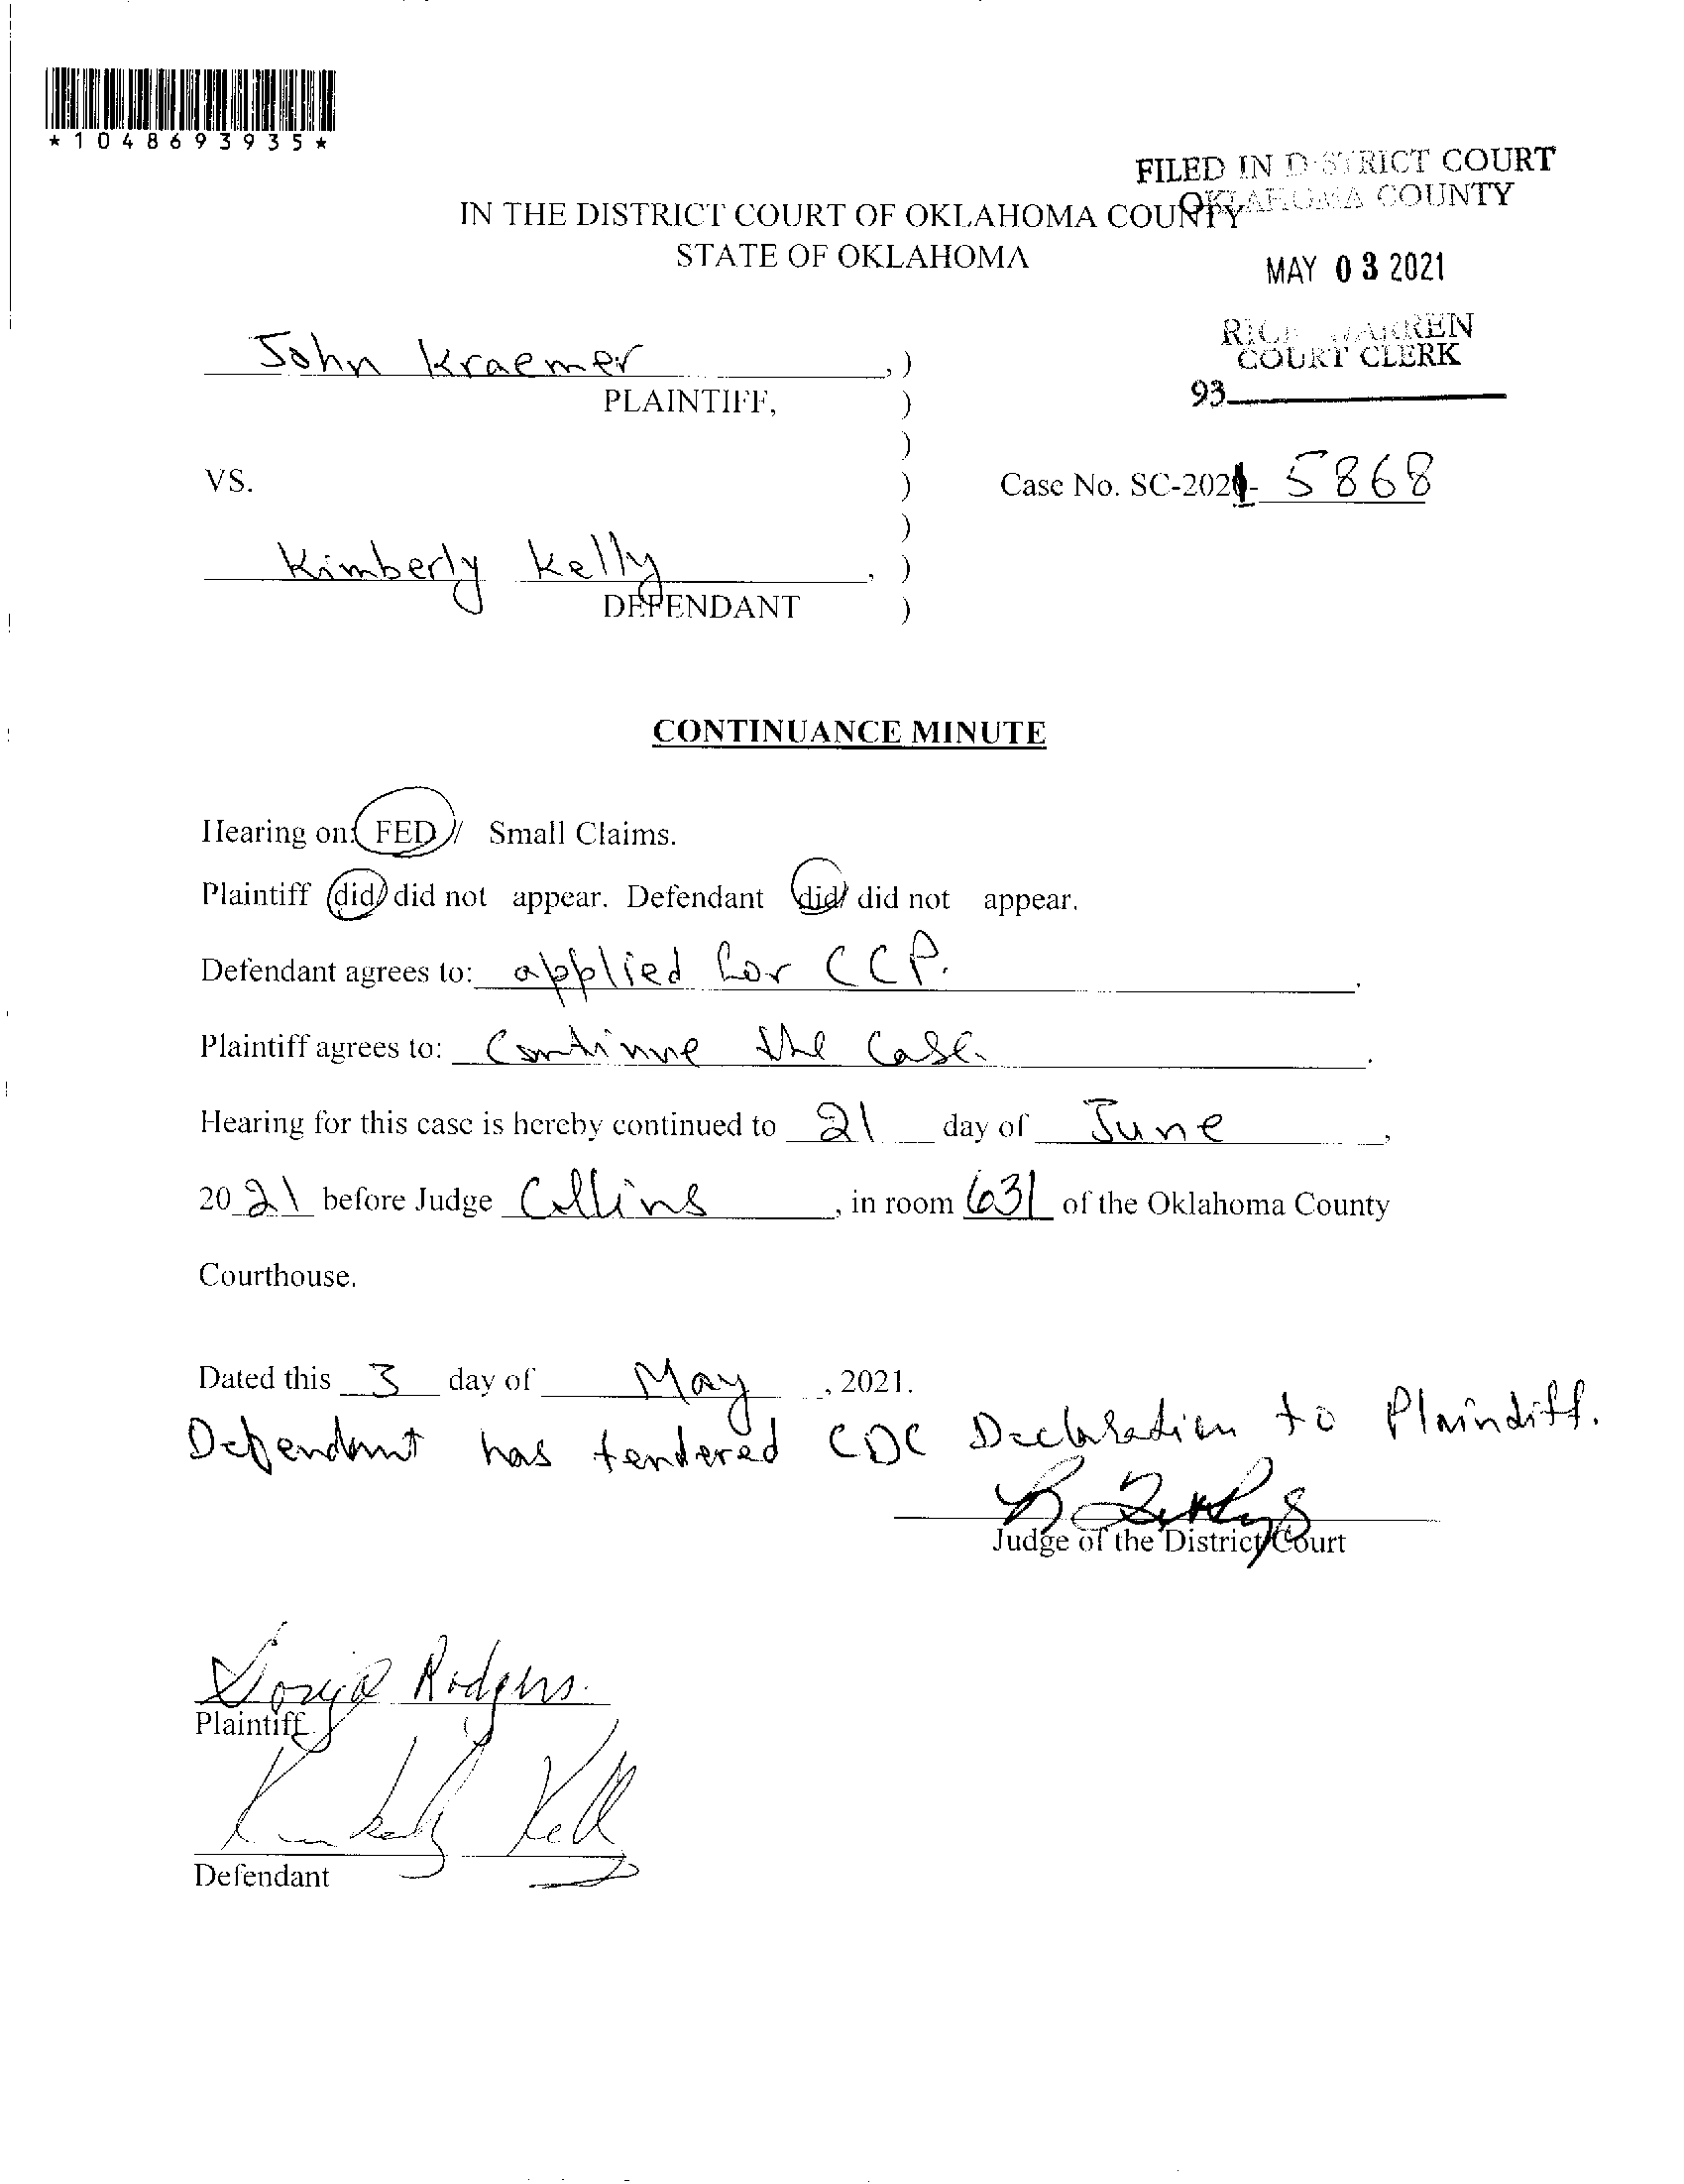 *1048693935*
FILED IN DISTRICT COURT
OKLAHOMA COUNTY
IN THE DISTRICT COURT OF OKLAHOMA COUNTY
STATE OF OKLAHOMA
MAY 03 2021
RICK WARREN
COURT CLERK
93
John Kraemer,)
PLAINTIFF, )
)
VS. ) Case No. SC-2021-5868
)
Kimberly Kelly, )
DEFENDANT )
CONTINUANCE MINUTE
Hearing on: FED / Small Claims.
Plaintiff did/ did not appear. Defendant did/ did not appear.
Defendant agrees to: applied for CCP.
Plaintiff agrees to: Continue the Case.
Hearing for this case is hereby continued to 21 day of June,
2021 before Judge Collins, in room 631 of the Oklahoma County
Courthouse.
Dated this 3 day of May, 2021.
Defendant has tendered CDC Declaration to Plaindiff.
Judge of the District Court
Sonja Rodgers.
Plaintiff
Kimberly Kelly
Defendant